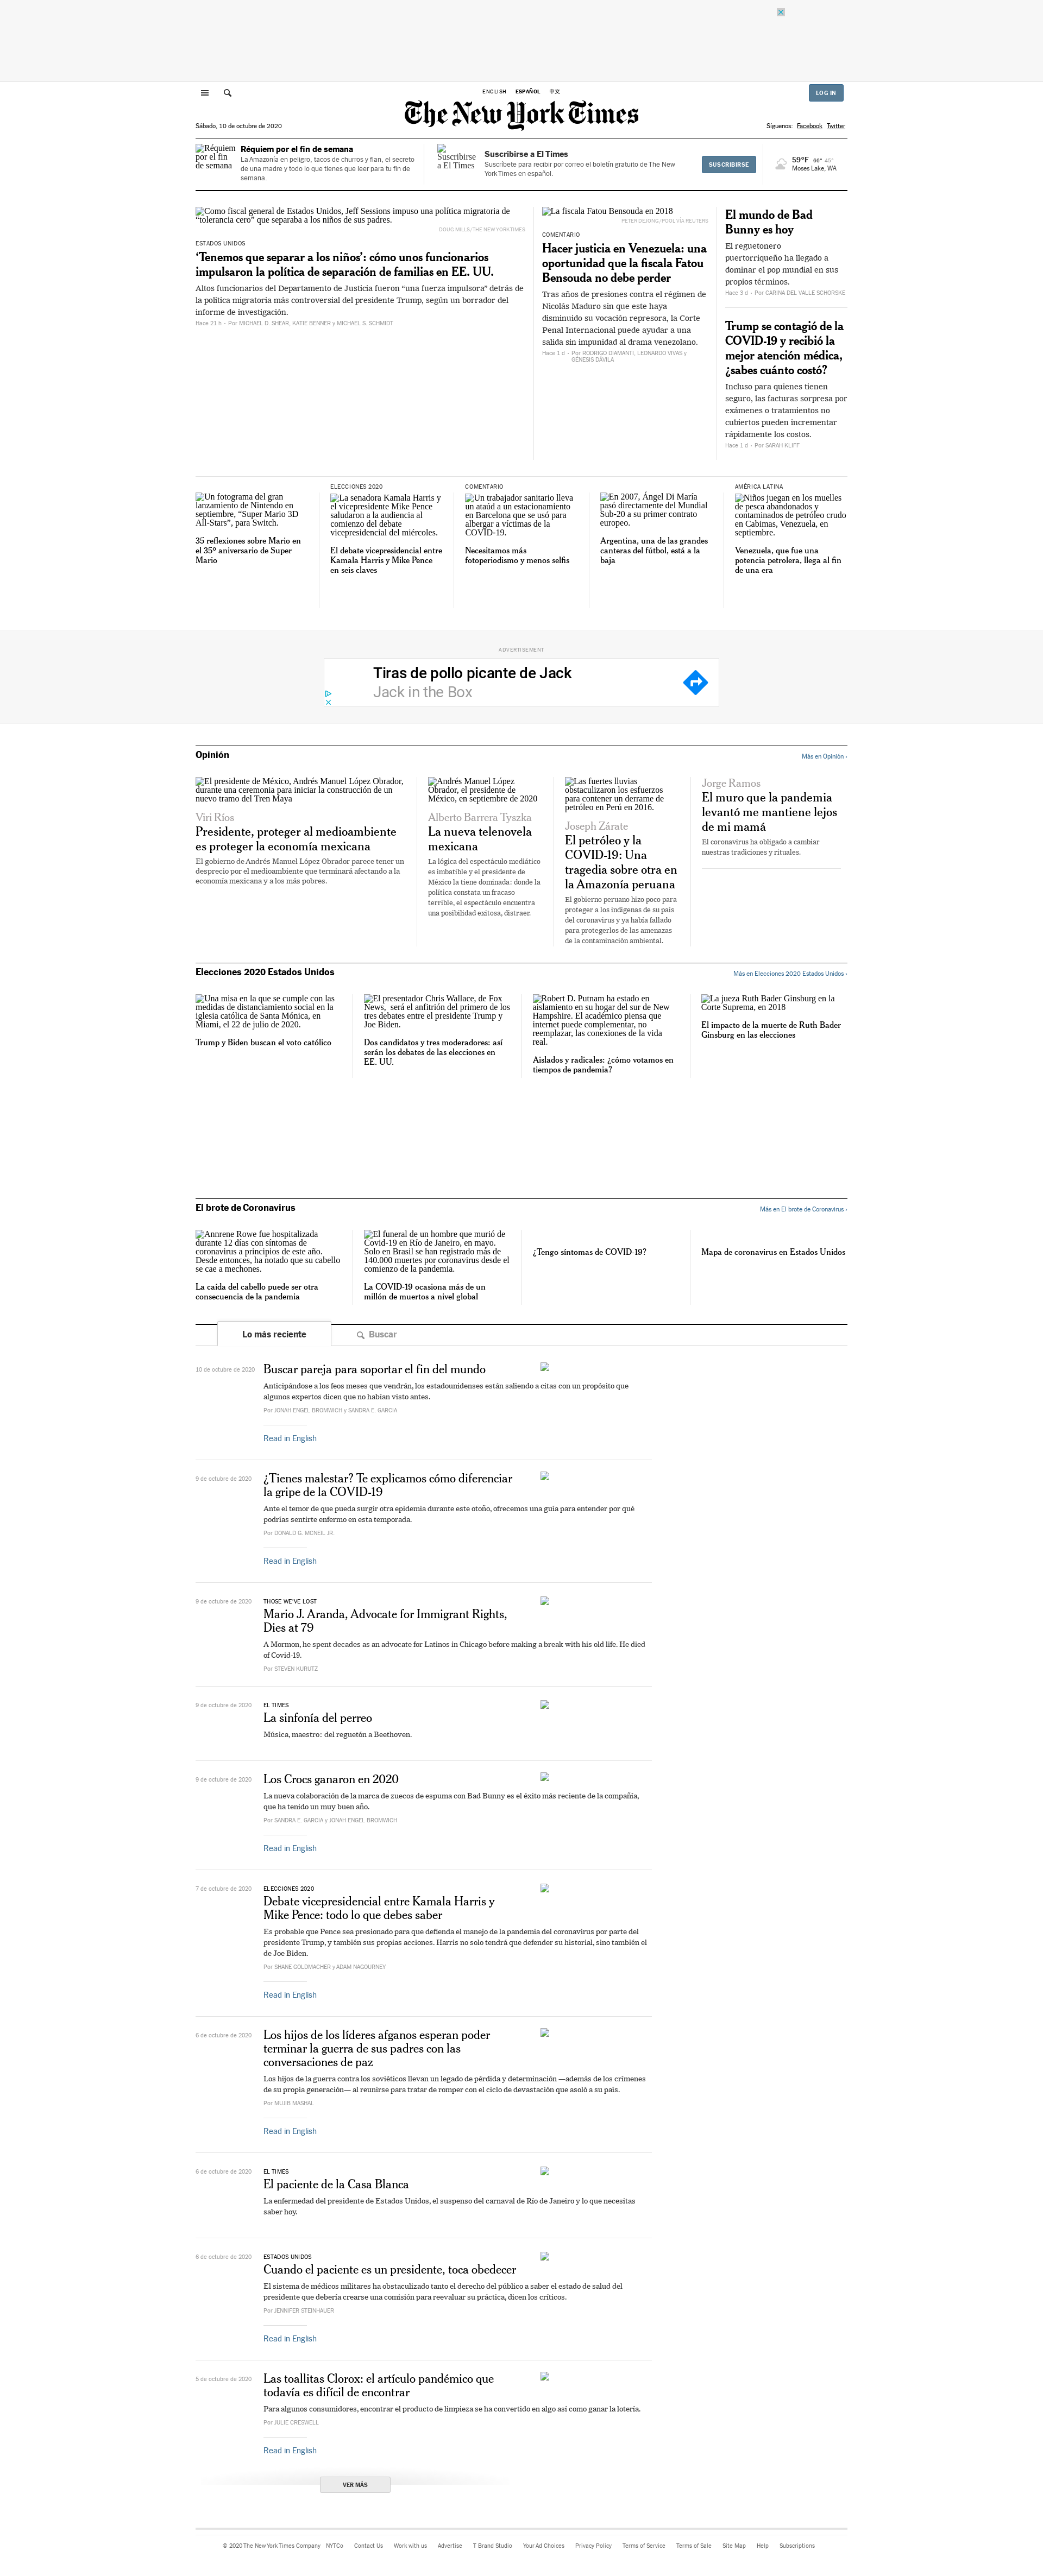 ENGLISH ESPAÑOL 中文
LOG IN
The New York Times
Sábado, 10 de octubre de 2020
Síguenos: Facebook Twitter
Réquiem por el fin de semana
Réquiem por el fin de semana
La Amazonía en peligro, tacos de churros y flan, el secreto
de una madre y todo lo que tienes que leer para tu fin de
semana.
Suscribirse a El Times
Suscribirse a El Times
Suscríbete para recibir por correo el boletín gratuito de The New
York Times en español.
SUSCRIBIRSE
59°F 66° 45°
Moses Lake, WA
Como fiscal general de Estados Unidos, Jeff Sessions impuso una política migratoria de
"tolerancia cero" que separaba a los niños de sus padres.
DOUG MILLS/THE NEW YORK TIMES
ESTADOS UNIDOS
‘Tenemos que separar a los niños’: cómo unos funcionarios
impulsaron la política de separación de familias en EE. UU.
Altos funcionarios del Departamento de Justicia fueron “una fuerza impulsora” detrás de
la política migratoria más controversial del presidente Trump, según un borrador del
informe de investigación.
Hace 21 h - Por MICHAEL D. SHEAR, KATIE BENNER y MICHAEL S. SCHMIDT
La fiscala Fatou Bensouda en 2018
PETER DEJONG/POOL VÍA REUTERS
COMENTARIO
Hacer justicia en Venezuela: una
oportunidad que la fiscala Fatou
Bensouda no debe perder
Tras años de presiones contra el régimen de
Nicolás Maduro sin que este haya
disminuido su vocación represora, la Corte
Penal Internacional puede ayudar a una
salida sin impunidad al drama venezolano.
Hace 1 d - Por RODRIGO DIAMANTI, LEONARDO VIVAS y
GÉNESIS DÁVILA
El mundo de Bad
Bunny es hoy
El reguetonero
puertorriqueño ha llegado a
dominar el pop mundial en sus
propios términos.
Hace 3 d - Por CARINA DEL VALLE SCHORSKE
Trump se contagió de la
COVID-19 y recibió la
mejor atención médica,
¿sabes cuánto costó?
Incluso para quienes tienen
seguro, las facturas sorpresa por
exámenes o tratamientos no
cubiertos pueden incrementar
rápidamente los costos.
Hace 1 d - Por SARAH KLIFF
Un fotograma del gran
lanzamiento de Nintendo en
septiembre, “Super Mario 3D
All-Stars”, para Switch.
35 reflexiones sobre Mario en
el 35º aniversario de Super
Mario
ELECCIONES 2020
La senadora Kamala Harris y
el vicepresidente Mike Pence
saludaron a la audiencia al
comienzo del debate
vicepresidencial del miércoles.
El debate vicepresidencial entre
Kamala Harris y Mike Pence
en seis claves
COMENTARIO
Un trabajador sanitario lleva
un ataúd a un estacionamiento
en Barcelona que se usó para
albergar a víctimas de la
COVID-19.
Necesitamos más
fotoperiodismo y menos selfis
En 2007, Ángel Di María
pasó directamente del Mundial
Sub-20 a su primer contrato
europeo.
Argentina, una de las grandes
canteras del fútbol, está a la
baja
AMÉRICA LATINA
Niños juegan en los muelles
de pesca abandonados y
contaminados de petróleo crudo
en Cabimas, Venezuela, en
septiembre.
Venezuela, que fue una
potencia petrolera, llega al fin
de una era
ADVERTISEMENT
Tiras de pollo picante de Jack
Jack in the Box
Opinión
Más en Opinión ›
El presidente de México, Andrés Manuel López Obrador,
durante una ceremonia para iniciar la construcción de un
nuevo tramo del Tren Maya
Viri Ríos
Presidente, proteger al medioambiente
es proteger la economía mexicana
El gobierno de Andrés Manuel López Obrador parece tener un
desprecio por el medioambiente que terminará afectando a la
economía mexicana y a los más pobres.
Andrés Manuel López
Obrador, el presidente de
México, en septiembre de 2020
Alberto Barrera Tyszka
La nueva telenovela
mexicana
La lógica del espectáculo mediático
es imbatible y el presidente de
México la tiene dominada: donde la
política constata un fracaso
terrible, el espectáculo encuentra
una posibilidad exitosa, distraer.
Las fuertes lluvias
obstaculizaron los esfuerzos
para contener un derrame de
petróleo en Perú en 2016.
Joseph Zárate
El petróleo y la
COVID-19: Una
tragedia sobre otra en
la Amazonía peruana
El gobierno peruano hizo poco para
proteger a los indígenas de su país
del coronavirus y ya había fallado
para protegerlos de las amenazas
de la contaminación ambiental.
Jorge Ramos
El muro que la pandemia
levantó me mantiene lejos
de mi mamá
El coronavirus ha obligado a cambiar
nuestras tradiciones y rituales.
Elecciones 2020 Estados Unidos
Más en Elecciones 2020 Estados Unidos ›
Una misa en la que se cumple con las
medidas de distanciamiento social en la
iglesia católica de Santa Mónica, en
Miami, el 22 de julio de 2020.
Trump y Biden buscan el voto católico
El presentador Chris Wallace, de Fox
News, será el anfitrión del primero de los
tres debates entre el presidente Trump y
Joe Biden.
Dos candidatos y tres moderadores: así
serán los debates de las elecciones en
EE. UU.
Robert D. Putnam ha estado en
aislamiento en su hogar del sur de New
Hampshire. El académico piensa que
internet puede complementar, no
reemplazar, las conexiones de la vida
real.
Aislados y radicales: ¿cómo votamos en
tiempos de pandemia?
La jueza Ruth Bader Ginsburg en la
Corte Suprema, en 2018
El impacto de la muerte de Ruth Bader
Ginsburg en las elecciones
El brote de Coronavirus
Más en El brote de Coronavirus ›
Annrene Rowe fue hospitalizada
durante 12 días con síntomas de
coronavirus a principios de este año.
Desde entonces, ha notado que su cabello
se cae a mechones.
La caída del cabello puede ser otra
consecuencia de la pandemia
El funeral de un hombre que murió de
Covid-19 en Río de Janeiro, en mayo.
Solo en Brasil se han registrado más de
140.000 muertes por coronavirus desde el
comienzo de la pandemia.
La COVID-19 ocasiona más de un
millón de muertos a nivel global
¿Tengo síntomas de COVID-19?
Mapa de coronavirus en Estados Unidos
Lo más reciente
Buscar
10 de octubre de 2020
Buscar pareja para soportar el fin del mundo
Anticipándose a los feos meses que vendrán, los estadounidenses están saliendo a citas con un propósito que
algunos expertos dicen que no habían visto antes.
Por JONAH ENGEL BROMWICH y SANDRA E. GARCIA
Read in English
9 de octubre de 2020
¿Tienes malestar? Te explicamos cómo diferenciar
la gripe de la COVID-19
Ante el temor de que pueda surgir otra epidemia durante este otoño, ofrecemos una guía para entender por qué
podrías sentirte enfermo en esta temporada.
Por DONALD G. MCNEIL JR.
Read in English
9 de octubre de 2020
THOSE WE’VE LOST
Mario J. Aranda, Advocate for Immigrant Rights,
Dies at 79
A Mormon, he spent decades as an advocate for Latinos in Chicago before making a break with his old life. He died
of Covid-19.
Por STEVEN KURUTZ
9 de octubre de 2020
EL TIMES
La sinfonía del perreo
Música, maestro: del reguetón a Beethoven.
9 de octubre de 2020
Los Crocs ganaron en 2020
La nueva colaboración de la marca de zuecos de espuma con Bad Bunny es el éxito más reciente de la compañía,
que ha tenido un muy buen año.
Por SANDRA E. GARCIA y JONAH ENGEL BROMWICH
Read in English
7 de octubre de 2020
ELECCIONES 2020
Debate vicepresidencial entre Kamala Harris y
Mike Pence: todo lo que debes saber
Es probable que Pence sea presionado para que defienda el manejo de la pandemia del coronavirus por parte del
presidente Trump, y también sus propias acciones. Harris no solo tendrá que defender su historial, sino también el
de Joe Biden.
Por SHANE GOLDMACHER y ADAM NAGOURNEY
Read in English
6 de octubre de 2020
Los hijos de los líderes afganos esperan poder
terminar la guerra de sus padres con las
conversaciones de paz
Los hijos de la guerra contra los soviéticos llevan un legado de pérdida y determinación —además de los crímenes
de su propia generación— al reunirse para tratar de romper con el ciclo de devastación que asoló a su país.
Por MUJIB MASHAL
Read in English
6 de octubre de 2020
EL TIMES
El paciente de la Casa Blanca
La enfermedad del presidente de Estados Unidos, el suspenso del carnaval de Río de Janeiro y lo que necesitas
saber hoy.
6 de octubre de 2020
ESTADOS UNIDOS
Cuando el paciente es un presidente, toca obedecer
El sistema de médicos militares ha obstaculizado tanto el derecho del público a saber el estado de salud del
presidente que debería crearse una comisión para reevaluar su práctica, dicen los críticos.
Por JENNIFER STEINHAUER
Read in English
5 de octubre de 2020
Las toallitas Clorox: el artículo pandémico que
todavía es difícil de encontrar
Para algunos consumidores, encontrar el producto de limpieza se ha convertido en algo así como ganar la lotería.
Por JULIE CRESWELL
Read in English
VER MÁS
© 2020 The New York Times Company NYTCo Contact Us Work with us Advertise T Brand Studio Your Ad Choices Privacy Policy Terms of Service Terms of Sale Site Map Help Subscriptions